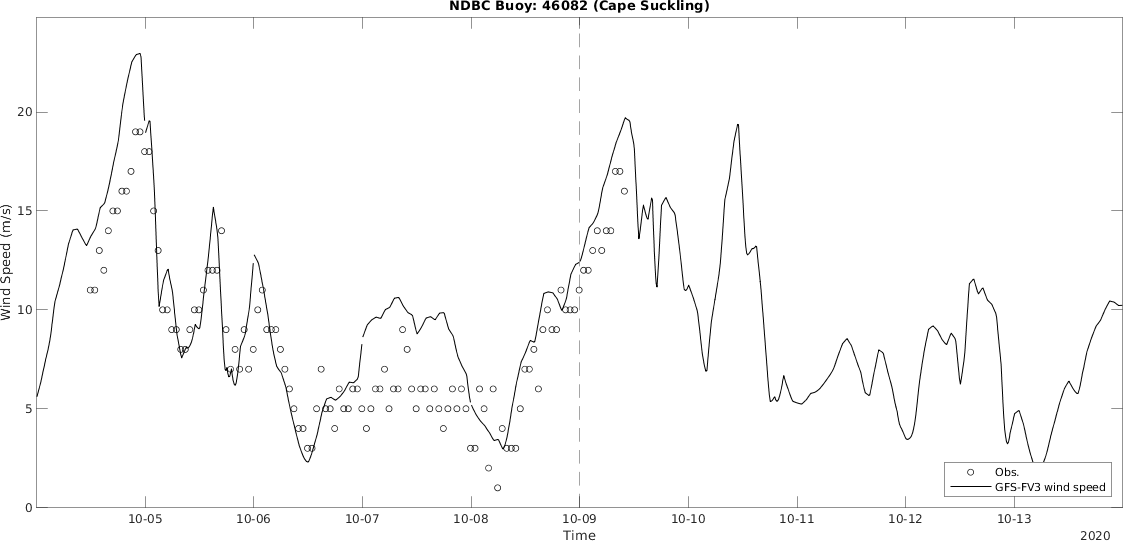 NDBC Buoy: 46082 (Cape Suckling)
Wind Speed (m/s)
20
15
10
5
0
10-05 10-06 10-07 10-08 10-09 10-10 10-11 10-12 10-13
Time
2020
Obs.
GFS-FV3 wind speed